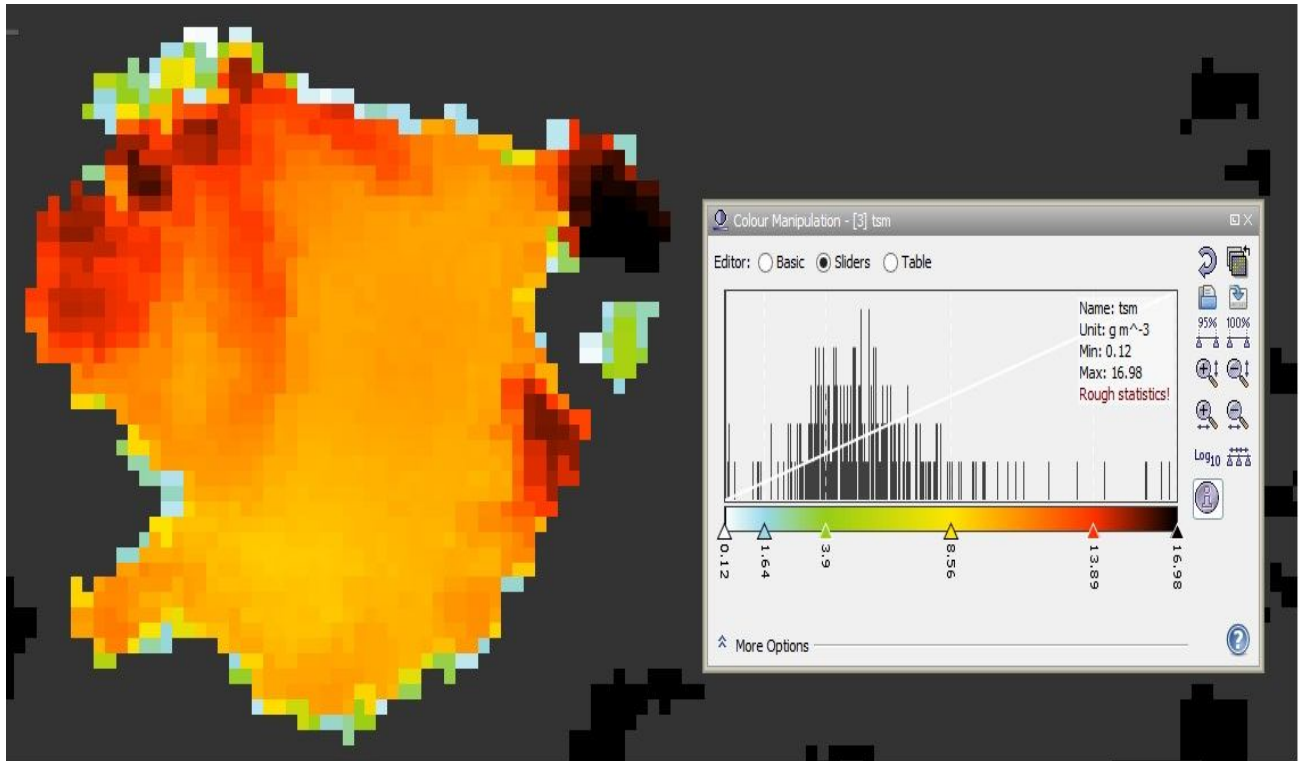 Colour Manipulation - [3] tsm
Editor: Basic Sliders Table
Name: tsm
Unit: g m^-3
Min: 0.12
Max: 16.98
Rough statistics!
95% 100%
Log10
0.12 1.64 3.9 8.56 13.89 16.98
More Options